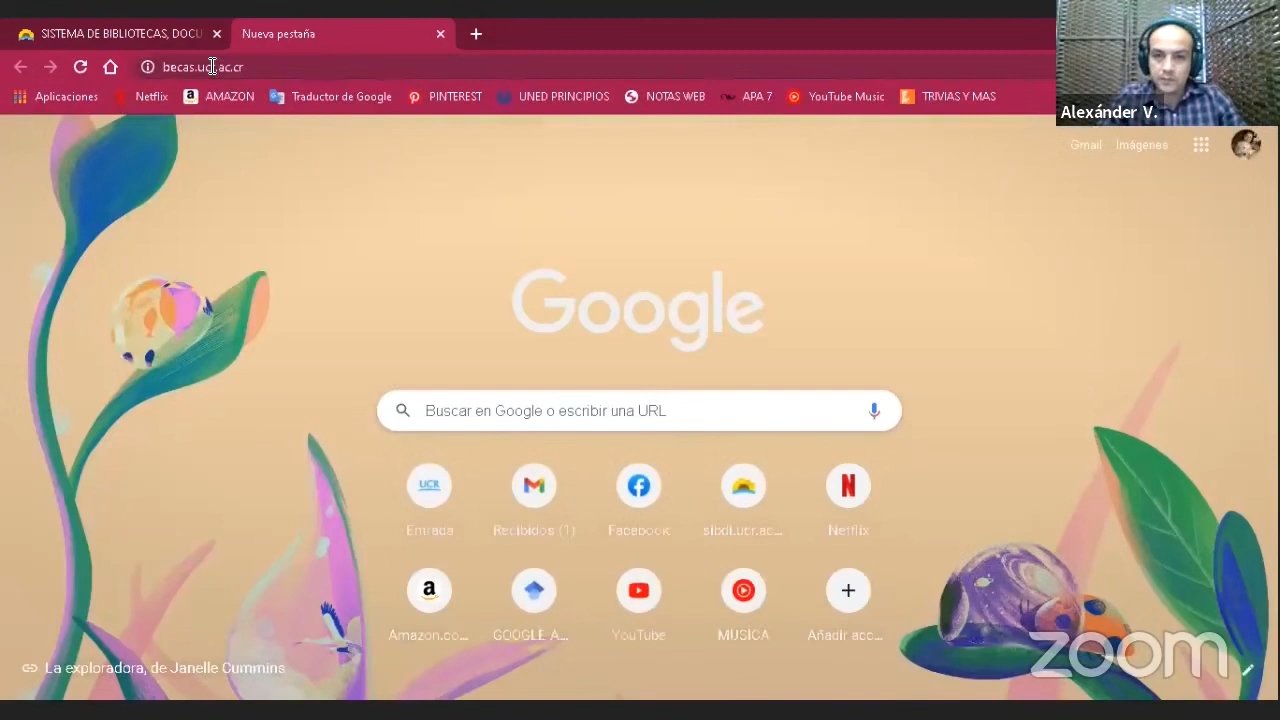 SISTEMA DE BIBLIOTECAS, DOCU
Nueva pestaña
becas.ucr.ac.cr
Aplicaciones
Netflix
AMAZON
Traductor de Google
PINTEREST
UNED PRINCIPIOS
NOTAS WEB
APA 7
YouTube Music
TRIVIAS Y MAS
Alexánder V.
Gmail
Imágenes
Google
Buscar en Google o escribir una URL
UCR
Entrada
Recibidos (1)
Facebook
sibdi.ucr.ac...
Netflix
Amazon.co...
GOOGLE A...
YouTube
MUSICA
Añadir acc...
La exploradora, de Janelle Cummins
zoom